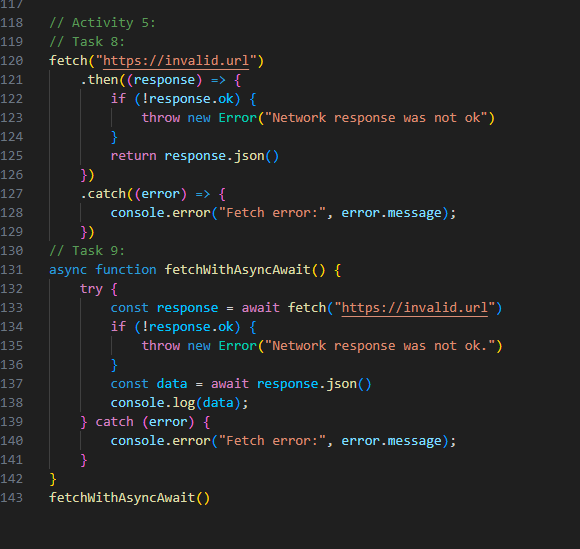 117
118 // Activity 5:
119 // Task 8:
120 fetch("https://invalid.url")
121     .then((response) => {
122         if (!response.ok) {
123             throw new Error("Network response was not ok")
124         }
125         return response.json()
126     })
127     .catch((error) => {
128         console.error("Fetch error:", error.message);
129     })
130 // Task 9:
131 async function fetchWithAsyncAwait() {
132     try {
133         const response = await fetch("https://invalid.url")
134         if (!response.ok) {
135             throw new Error("Network response was not ok.")
136         }
137         const data = await response.json()
138         console.log(data);
139     } catch (error) {
140         console.error("Fetch error:", error.message);
141     }
142 }
143 fetchWithAsyncAwait()